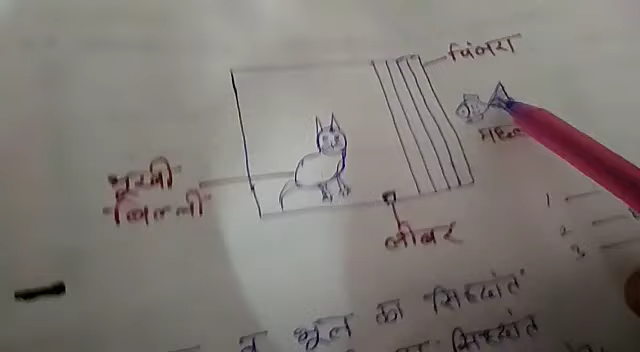 पिंजरा
भूखी
बिल्ली
लीवर
1
2
3
व भूल का सिद्धांत
सिद्धांत